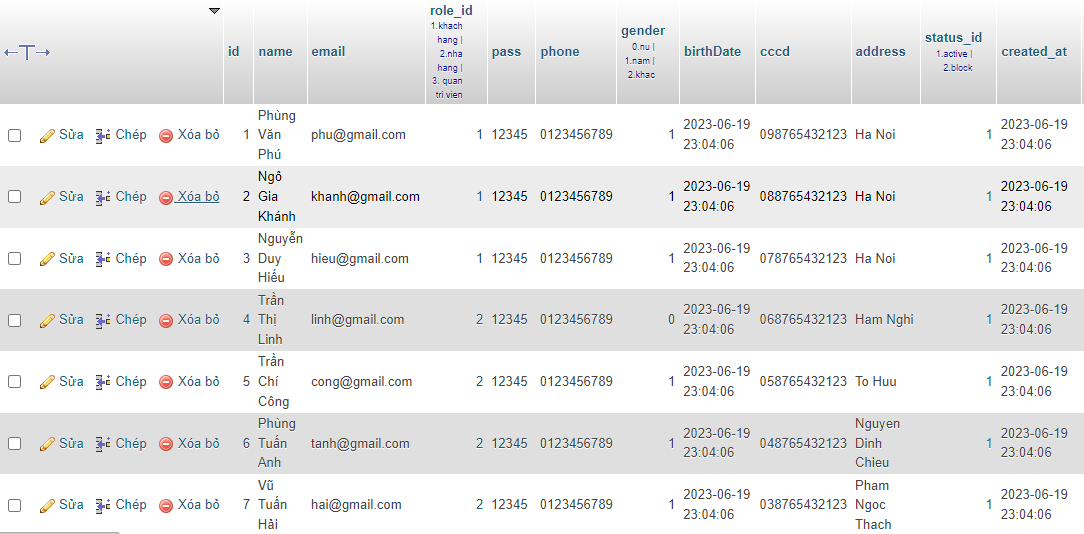 ←T→ id name email role_id 1.khach hang | 2.nha hang | 3. quan tri vien pass phone gender 0.nu | 1.nam | 2.khac birthDate cccd address status_id 1.active | 2.block created_at
Sửa Chép Xóa bỏ 1 Phùng Văn Phú phu@gmail.com 1 12345 0123456789 1 2023-06-19 23:04:06 098765432123 Ha Noi 1 2023-06-19 23:04:06
Sửa Chép Xóa bỏ 2 Ngô Gia Khánh khanh@gmail.com 1 12345 0123456789 1 2023-06-19 23:04:06 088765432123 Ha Noi 1 2023-06-19 23:04:06
Sửa Chép Xóa bỏ 3 Nguyễn Duy Hiếu hieu@gmail.com 1 12345 0123456789 1 2023-06-19 23:04:06 078765432123 Ha Noi 1 2023-06-19 23:04:06
Sửa Chép Xóa bỏ 4 Trần Thị Linh linh@gmail.com 2 12345 0123456789 0 2023-06-19 23:04:06 068765432123 Ham Nghi 1 2023-06-19 23:04:06
Sửa Chép Xóa bỏ 5 Trần Chí Công cong@gmail.com 2 12345 0123456789 1 2023-06-19 23:04:06 058765432123 To Huu 1 2023-06-19 23:04:06
Sửa Chép Xóa bỏ 6 Phùng Tuấn Anh tanh@gmail.com 2 12345 0123456789 1 2023-06-19 23:04:06 048765432123 Nguyen Dinh Chieu 1 2023-06-19 23:04:06
Sửa Chép Xóa bỏ 7 Vũ Tuấn Hải hai@gmail.com 2 12345 0123456789 1 2023-06-19 23:04:06 038765432123 Pham Ngoc Thach 1 2023-06-19 23:04:06